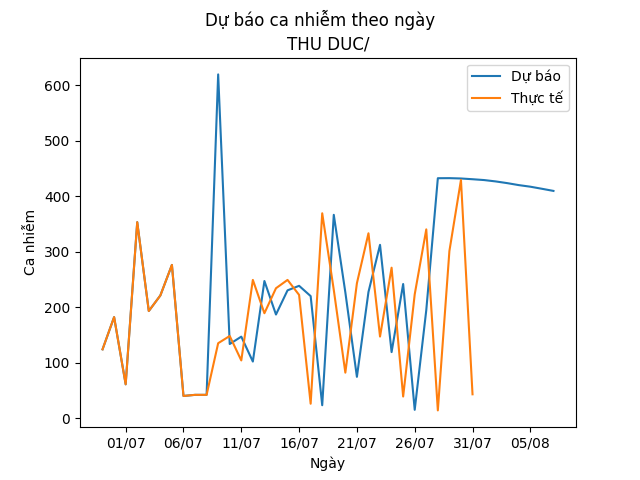 Dự báo ca nhiễm theo ngày
THU DUC/
Dự báo
Thực tế
Ca nhiễm
600
500
400
300
200
100
0
01/07 06/07 11/07 16/07 21/07 26/07 31/07 05/08
Ngày